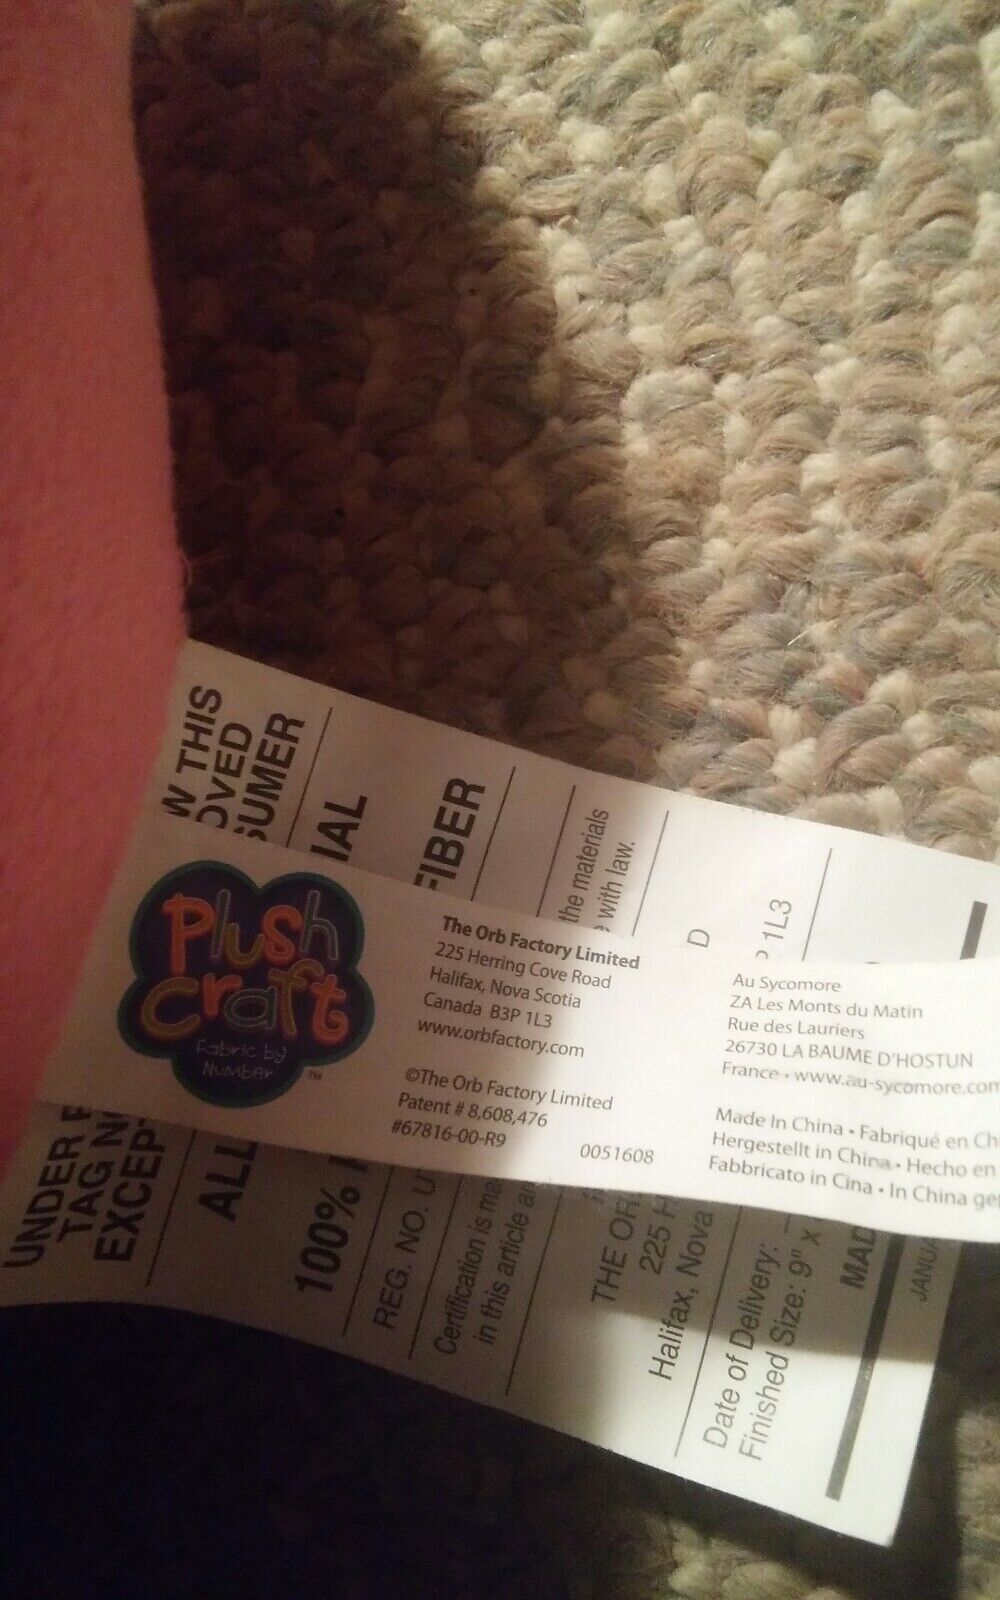 Plush
Craft
Fabric by
Number
™
The Orb Factory Limited
225 Herring Cove Road
Halifax, Nova Scotia
Canada B3P 1L3
www.orbfactory.com
©The Orb Factory Limited
Patent # 8,608,476
#67816-00-R9
0051608
Au Sycomore
ZA Les Monts du Matin
Rue des Lauriers
26730 LA BAUME D'HOSTUN
France • www.au-sycomore.com
Made In China • Fabriqué en Ch
Hergestellt in China • Hecho en
Fabbricato in Cina • In China ge
UNDER W THIS
TAG OVED
EXCEPT SUMER
ALL IAL
100% FIBER
REG. NO.
Certification is the materials
in this article with law.
THE OR D
225 H
Halifax, Nova 1L3
Date of Delivery:
Finished Size: 9" x
MAD
JANUA